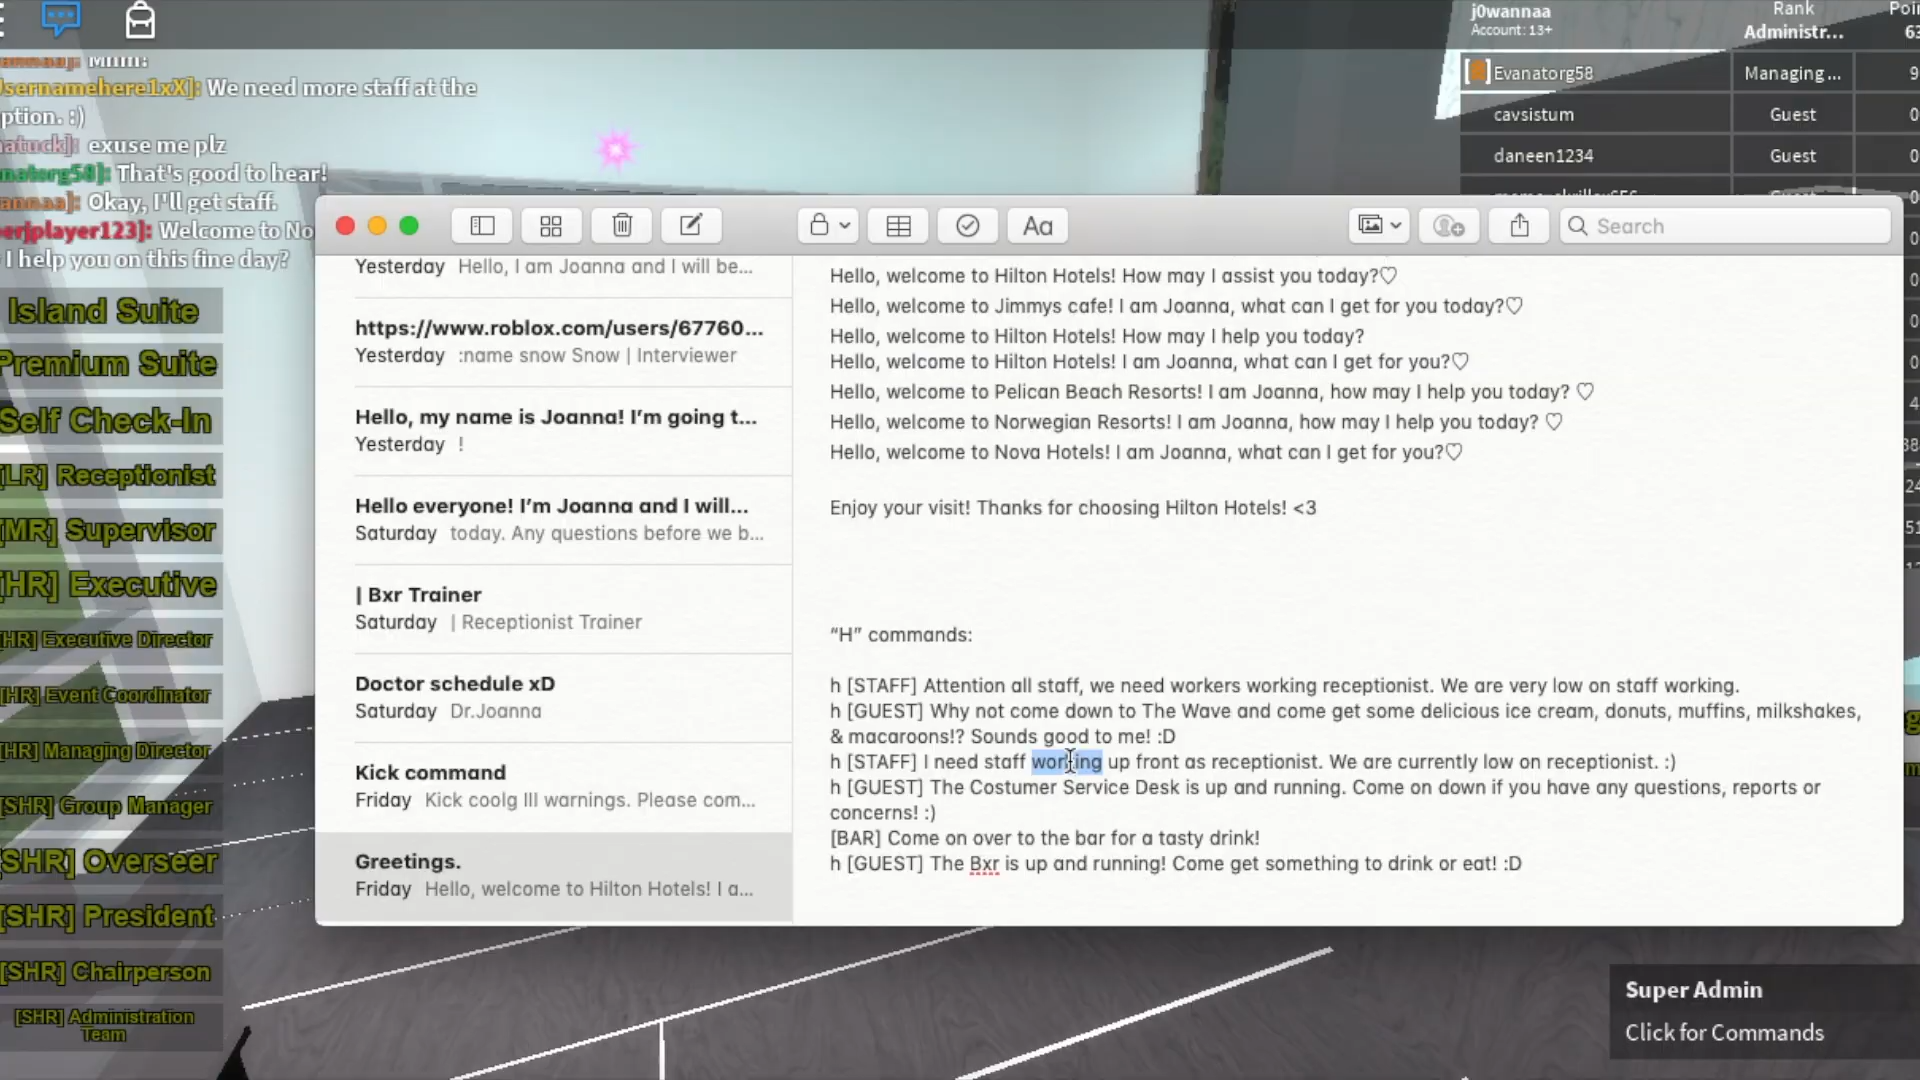 j0wannaa
Account: 13+
Rank
Administr...
Evanatorg58
Managing ...
cavsistum
Guest
daneen1234
Guest
Mhm.
Usernamehere1xX]: We need more staff at the
ption. :)
natuck]: exuse me plz
natorg58]: That's good to hear!
annaa]: Okay, I'll get staff.
erjplayer123]: Welcome to No
I help you on this fine day?
Island Suite
Premium Suite
Self Check-In
[LR] Receptionist
[MR] Supervisor
[HR] Executive
[HR] Executive Director
[HR] Event Coordinator
[HR] Managing Director
[SHR] Group Manager
[SHR] Overseer
[SHR] President
[SHR] Chairperson
[SHR] Administration
Team
Aa
Search
Yesterday Hello, I am Joanna and I will be...
https://www.roblox.com/users/67760...
Yesterday :name snow Snow | Interviewer
Hello, my name is Joanna! I'm going t...
Yesterday !
Hello everyone! I'm Joanna and I will...
Saturday today. Any questions before we b...
| Bxr Trainer
Saturday | Receptionist Trainer
Doctor schedule xD
Saturday Dr.Joanna
Kick command
Friday Kick coolg III warnings. Please com...
Greetings.
Friday Hello, welcome to Hilton Hotels! I a...
Hello, welcome to Hilton Hotels! How may I assist you today?♡
Hello, welcome to Jimmys cafe! I am Joanna, what can I get for you today?♡
Hello, welcome to Hilton Hotels! How may I help you today?
Hello, welcome to Hilton Hotels! I am Joanna, what can I get for you?♡
Hello, welcome to Pelican Beach Resorts! I am Joanna, how may I help you today? ♡
Hello, welcome to Norwegian Resorts! I am Joanna, how may I help you today? ♡
Hello, welcome to Nova Hotels! I am Joanna, what can I get for you?♡
Enjoy your visit! Thanks for choosing Hilton Hotels! <3
“H” commands:
h [STAFF] Attention all staff, we need workers working receptionist. We are very low on staff working.
h [GUEST] Why not come down to The Wave and come get some delicious ice cream, donuts, muffins, milkshakes,
& macaroons!? Sounds good to me! :D
h [STAFF] I need staff working up front as receptionist. We are currently low on receptionist. :)
h [GUEST] The Costumer Service Desk is up and running. Come on down if you have any questions, reports or
concerns! :)
[BAR] Come on over to the bar for a tasty drink!
h [GUEST] The Bxr is up and running! Come get something to drink or eat! :D
Super Admin
Click for Commands